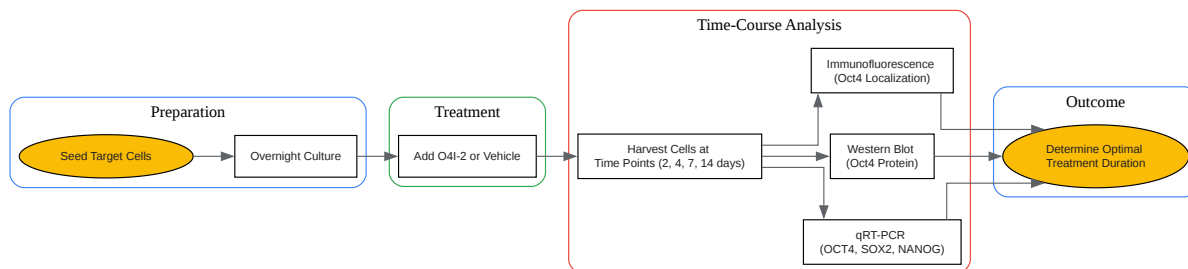 Preparation
Seed Target Cells
Overnight Culture
Treatment
Add O4I-2 or Vehicle
Time-Course Analysis
Harvest Cells at
Time Points (2, 4, 7, 14 days)
Immunofluorescence
(Oct4 Localization)
Western Blot
(Oct4 Protein)
qRT-PCR
(OCT4, SOX2, NANOG)
Outcome
Determine Optimal
Treatment Duration